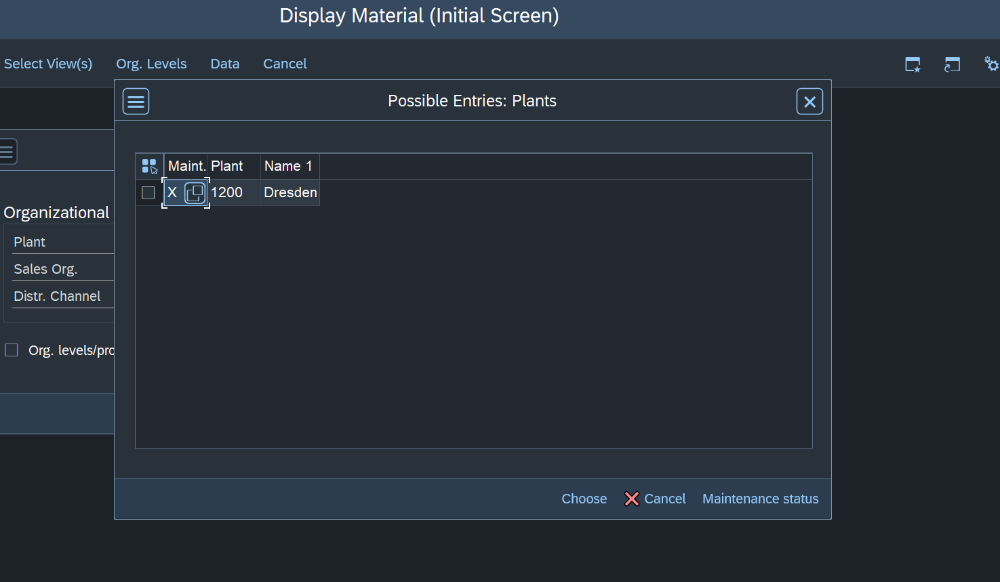 Display Material (Initial Screen)
Select View(s) Org. Levels Data Cancel
Possible Entries: Plants
Maint. Plant Name 1
X 1200 Dresden
Organizational
Plant
Sales Org.
Distr. Channel
Org. levels/pro
Choose Cancel Maintenance status